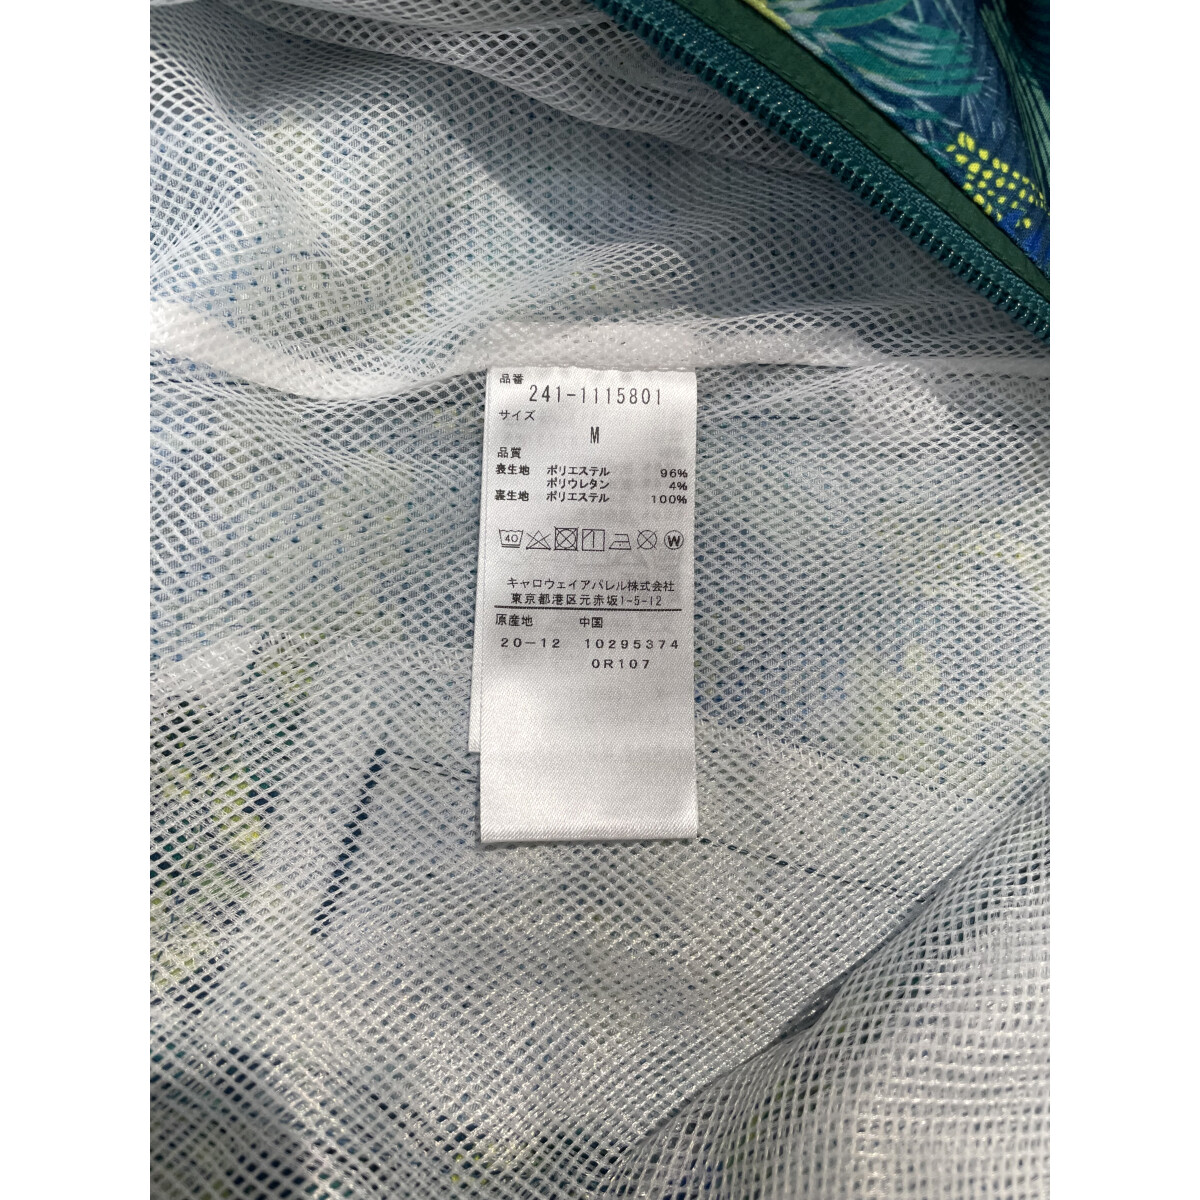 品番
241-1115801
サイズ
M
品質
表生地 ポリエステル 96%
ポリウレタン 4%
裏生地 ポリエステル 100%
40 W
キャロウェイアパレル株式会社
東京都港区元赤坂1-5-12
原産地 中国
20-12 10295374
0R107